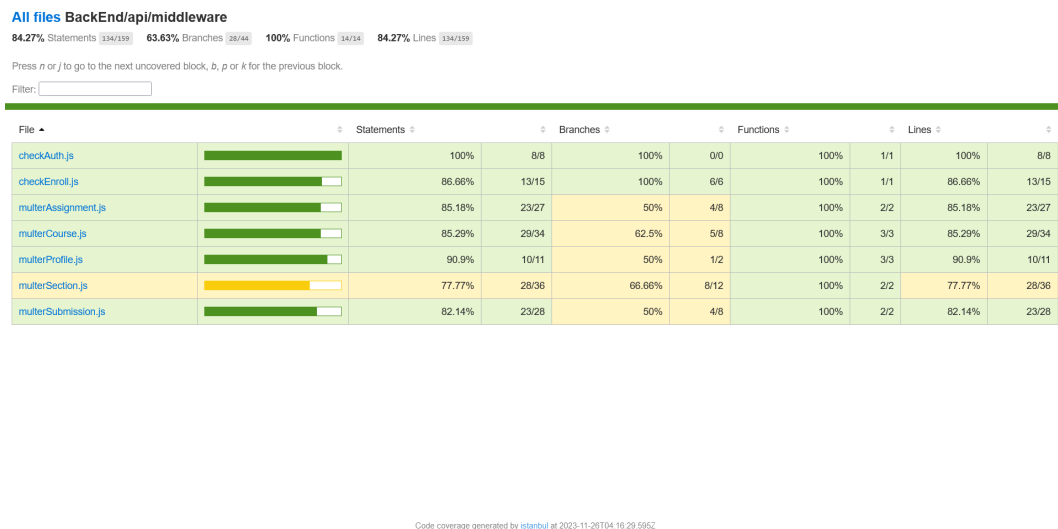 All files BackEnd/api/middleware
84.27% Statements 134/159 63.63% Branches 28/44 100% Functions 14/14 84.27% Lines 134/159
Press n or j to go to the next uncovered block, b, p or k for the previous block.
Filter:
File Statements Branches Functions Lines
checkAuth.js 100% 8/8 100% 0/0 100% 1/1 100% 8/8
checkEnroll.js 86.66% 13/15 100% 6/6 100% 1/1 86.66% 13/15
multerAssignment.js 85.18% 23/27 50% 4/8 100% 2/2 85.18% 23/27
multerCourse.js 85.29% 29/34 62.5% 5/8 100% 3/3 85.29% 29/34
multerProfile.js 90.9% 10/11 50% 1/2 100% 3/3 90.9% 10/11
multerSection.js 77.77% 28/36 66.66% 8/12 100% 2/2 77.77% 28/36
multerSubmission.js 82.14% 23/28 50% 4/8 100% 2/2 82.14% 23/28
Code coverage generated by istanbul at 2023-11-26T04:16:29.595Z